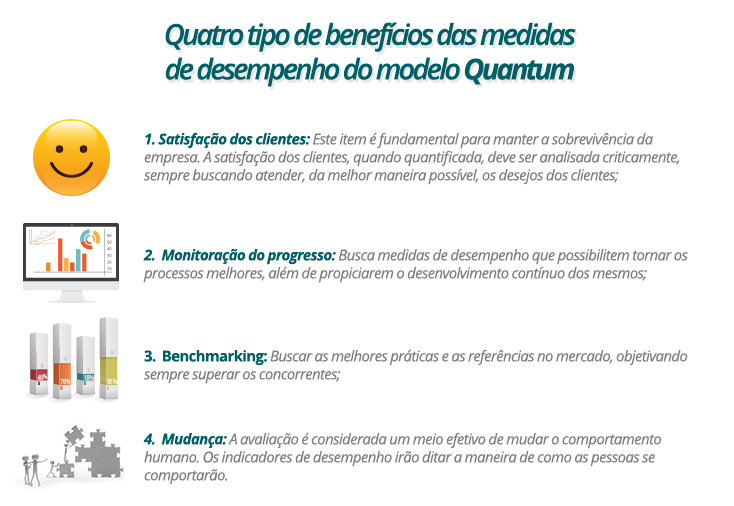 Quatro tipo de benefícios das medidas
de desempenho do modelo Quantum
1. Satisfação dos clientes: Este item é fundamental para manter a sobrevivência da
empresa. A satisfação dos clientes, quando quantificada, deve ser analisada criticamente,
sempre buscando atender, da melhor maneira possível, os desejos dos clientes;
2. Monitoração do progresso: Busca medidas de desempenho que possibilitem tornar os
processos melhores, além de propiciarem o desenvolvimento contínuo dos mesmos;
3. Benchmarking: Buscar as melhores práticas e as referências no mercado, objetivando
sempre superar os concorrentes;
4. Mudança: A avaliação é considerada um meio efetivo de mudar o comportamento
humano. Os indicadores de desempenho irão ditar a maneira de como as pessoas se
comportarão.